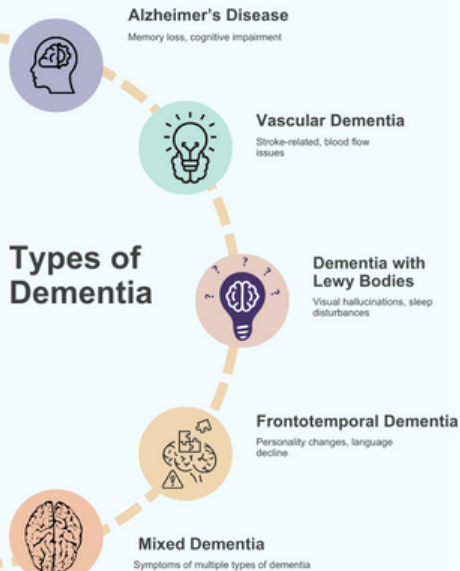 Alzheimer's Disease
Memory loss, cognitive impairment
Vascular Dementia
Stroke-related, blood flow
issues
Types of
Dementia
? ? ? ? ?
Dementia with
Lewy Bodies
Visual hallucinations, sleep
disturbances
Frontotemporal Dementia
Personality changes, language
decline
Mixed Dementia
Symptoms of multiple types of dementia